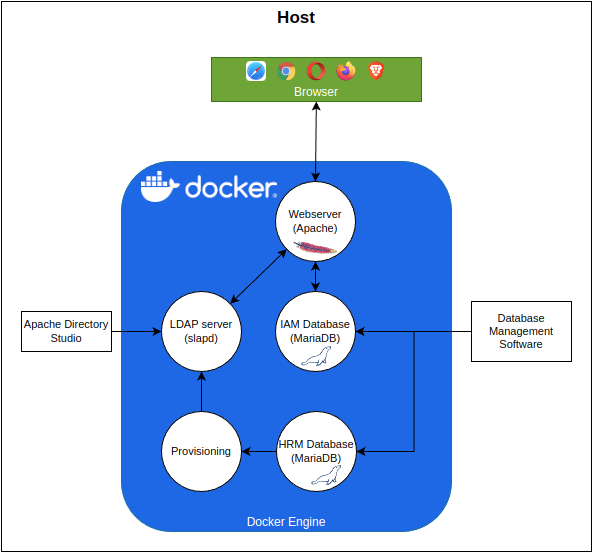 Host
Browser
docker.
Webserver
(Apache)
Apache Directory
Studio
LDAP server
(slapd)
IAM Database
(MariaDB)
Database
Management
Software
Provisioning
HRM Database
(MariaDB)
Docker Engine